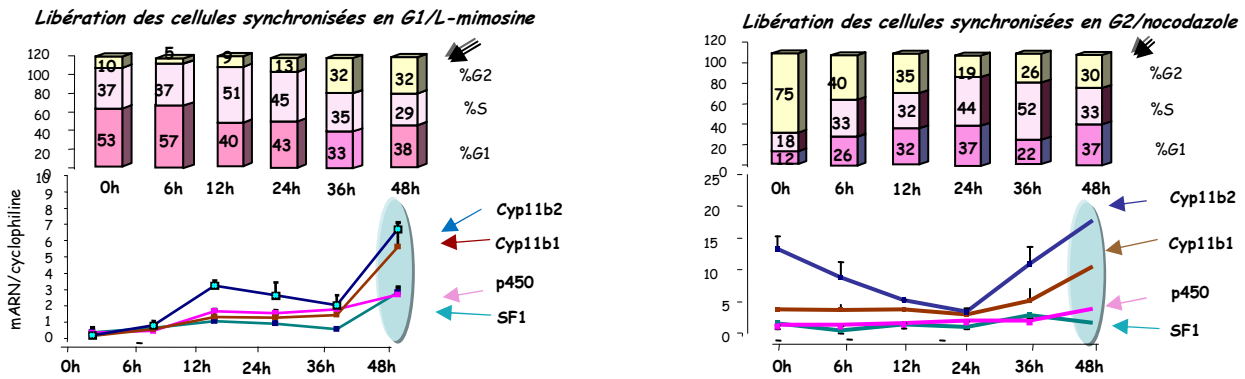 Libération des cellules synchronisées en G1/L-mimosine
120
100
80
60
40
20
0
10 5 9 13 32 32
37 37 51 45 35 29
53 57 40 43 33 38
%G2
%S
%G1
0h 6h 12h 24h 36h 48h
mARN/cyclophiline
10
9
8
7
6
5
4
3
2
1
0
0h 6h 12h 24h 36h 48h
Cyp11b2
Cyp11b1
p450
SF1
Libération des cellules synchronisées en G2/nocodazole
120
100
80
60
40
20
0
75 40 35 19 26 30
18 33 32 44 52 33
12 26 32 37 22 37
%G2
%S
%G1
0h 6h 12h 24h 36h 48h
25
20
15
10
5
0
0h 6h 12h 24h 36h 48h
Cyp11b2
Cyp11b1
p450
SF1